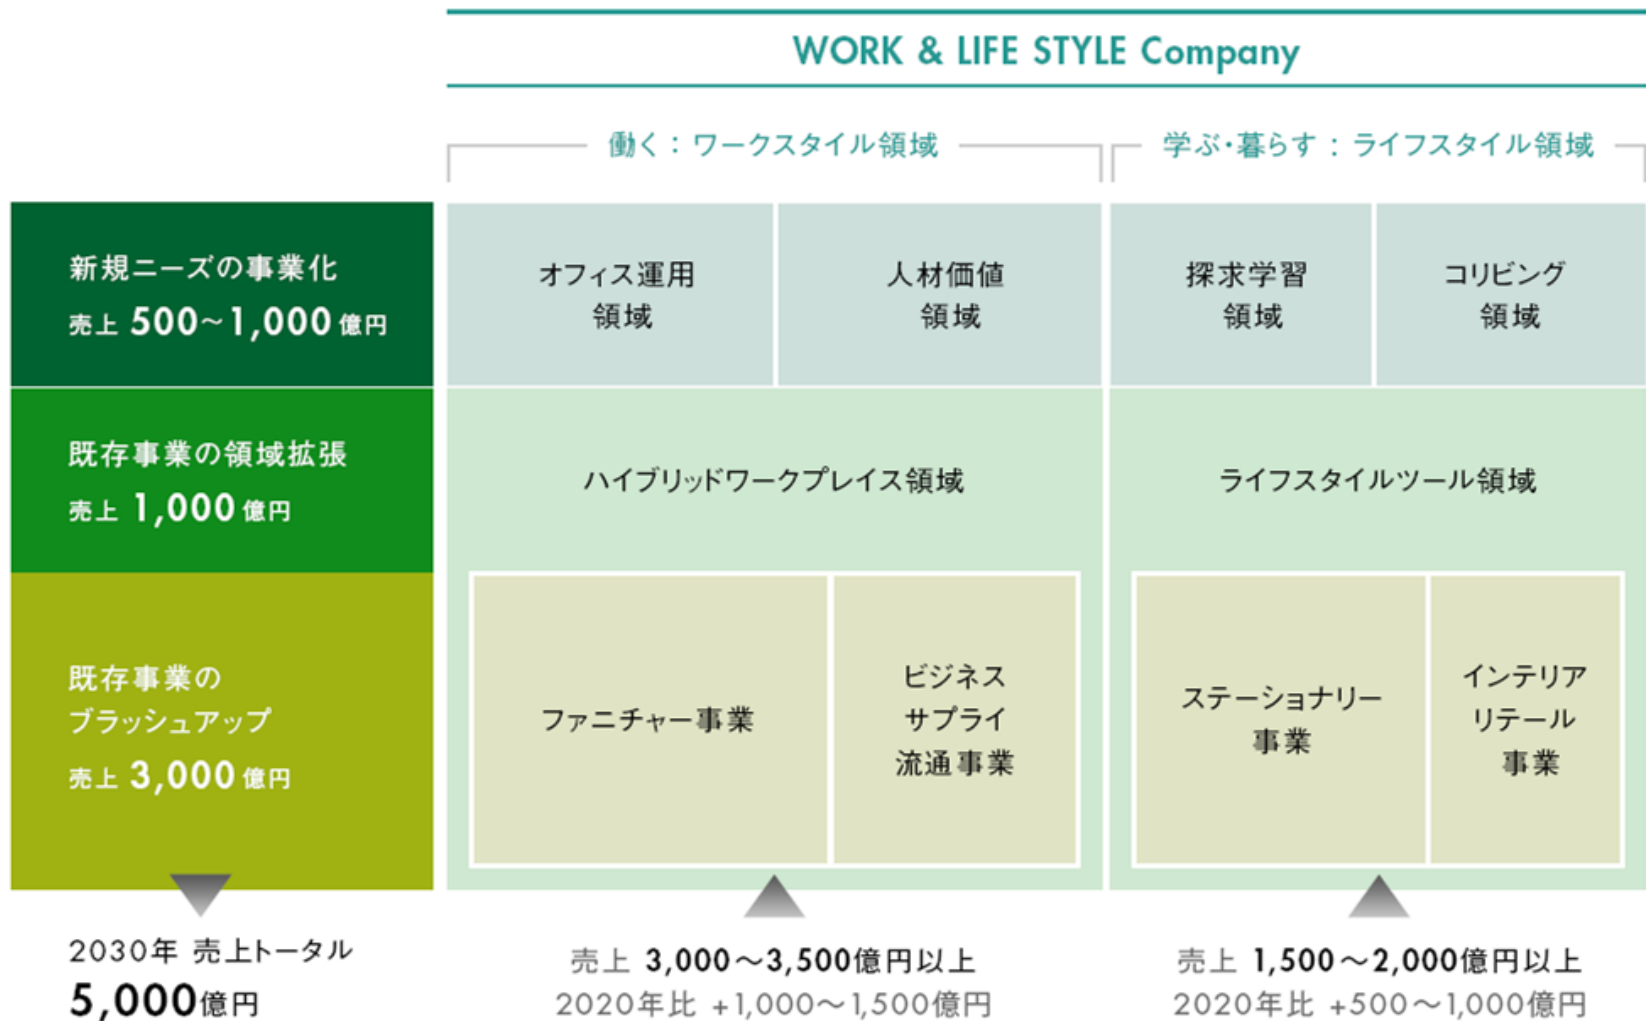 WORK & LIFE STYLE Company
働く：ワークスタイル領域
学ぶ・暮らす：ライフスタイル領域
新規ニーズの事業化
売上 500～1,000億円
オフィス運用
領域
人材価値
領域
探求学習
領域
コリビング
領域
既存事業の領域拡張
売上 1,000億円
ハイブリッドワークプレイス領域
ライフスタイルツール領域
既存事業の
ブラッシュアップ
売上 3,000億円
ファニチャー事業
ビジネス
サプライ
流通事業
ステーショナリー
事業
インテリア
リテール
事業
2030年 売上トータル
5,000億円
売上 3,000～3,500億円以上
2020年比 +1,000～1,500億円
売上 1,500～2,000億円以上
2020年比 +500～1,000億円